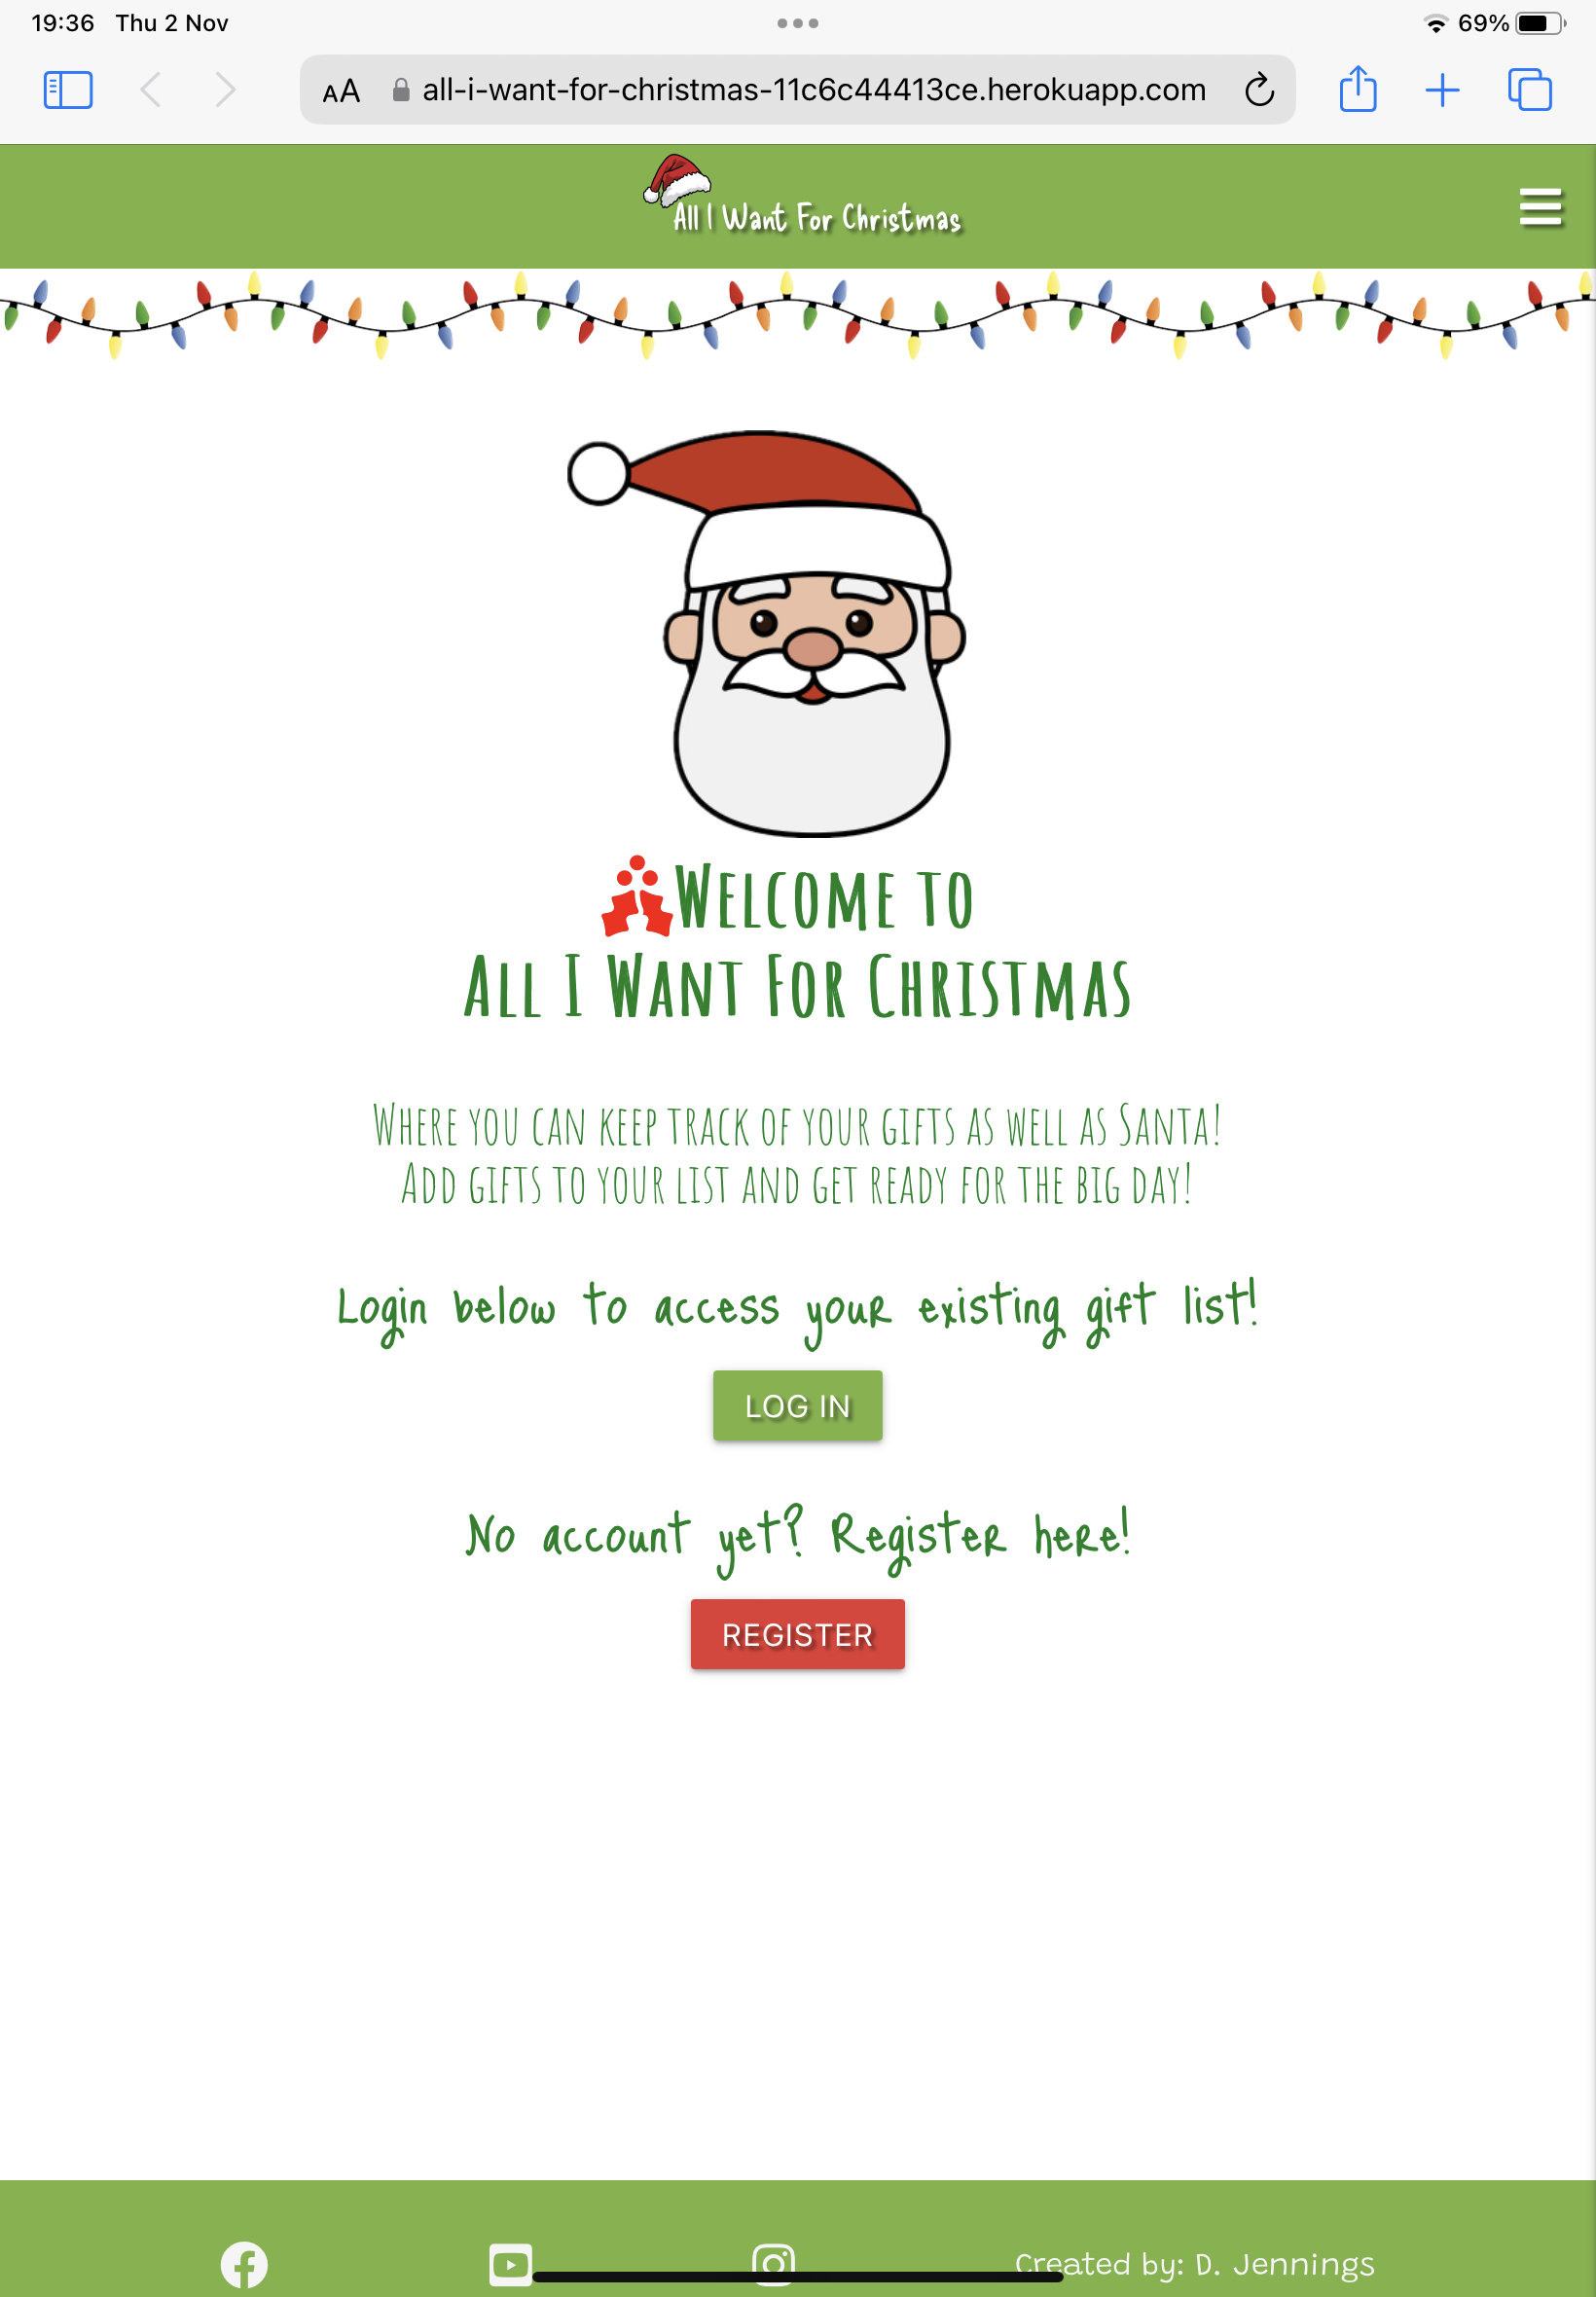 19:36 Thu 2 Nov
69%
AA all-i-want-for-christmas-11c6c44413ce.herokuapp.com
All I Want For Christmas
Welcome to
All I Want For Christmas
Where you can keep track of your gifts as well as Santa!
Add gifts to your list and get ready for the big day!
Login below to access your existing gift list!
LOG IN
No account yet? Register here!
REGISTER
Created by: D. Jennings